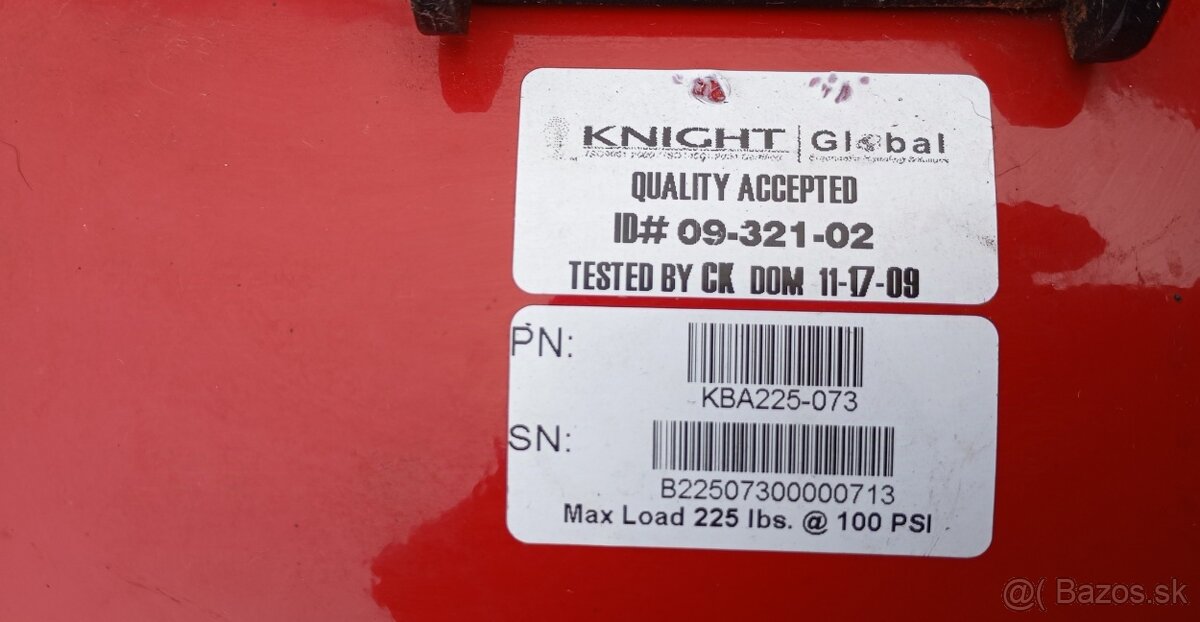 KNIGHT Global
QUALITY ACCEPTED
ID# 09-321-02
TESTED BY CK DOM 11-17-09
PN:
KBA225-073
SN:
B22507300000713
Max Load 225 lbs. @ 100 PSI
@( Bazos.sk